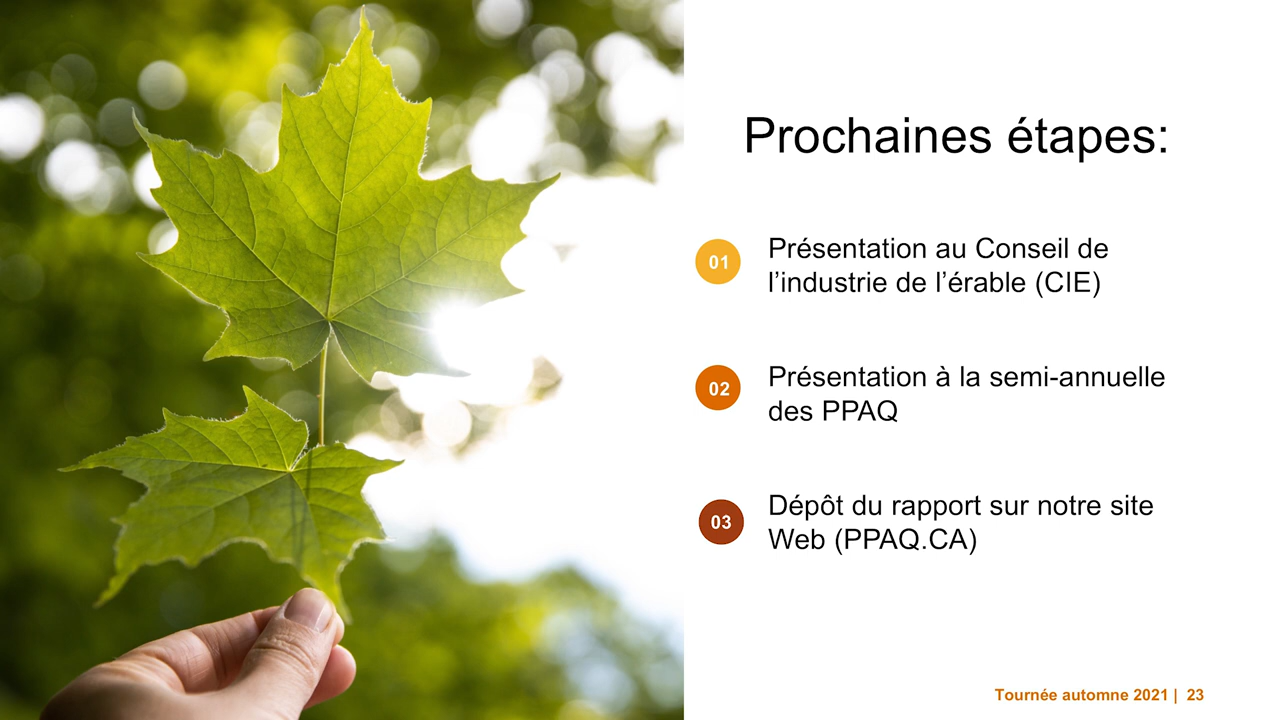 Prochaines étapes:
01
Présentation au Conseil de
l’industrie de l’érable (CIE)
02
Présentation à la semi-annuelle
des PPAQ
03
Dépôt du rapport sur notre site
Web (PPAQ.CA)
Tournée automne 2021 | 23